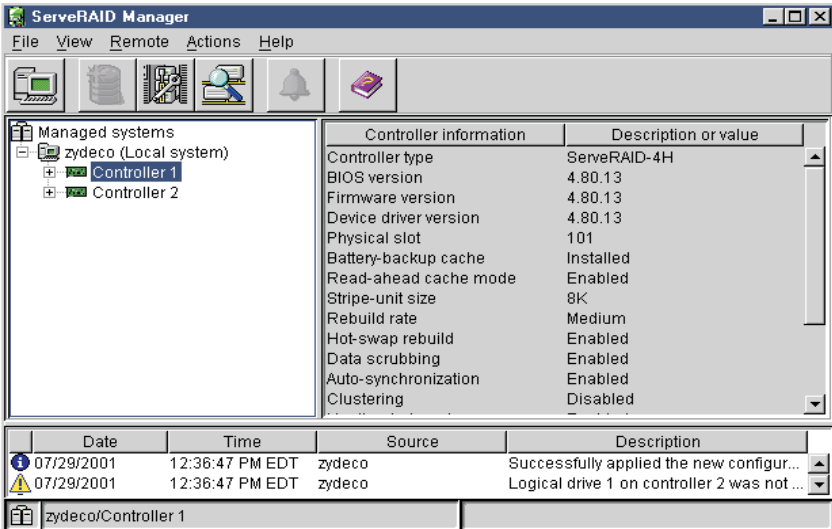 ServeRAID Manager
File View Remote Actions Help
Managed systems
zydeco (Local system)
Controller 1
Controller 2
Controller information Description or value
Controller type ServeRAID-4H
BIOS version 4.80.13
Firmware version 4.80.13
Device driver version 4.80.13
Physical slot 101
Battery-backup cache Installed
Read-ahead cache mode Enabled
Stripe-unit size 8K
Rebuild rate Medium
Hot-swap rebuild Enabled
Data scrubbing Enabled
Auto-synchronization Enabled
Clustering Disabled
Date Time Source Description
07/29/2001 12:36:47 PM EDT zydeco Successfully applied the new configur...
07/29/2001 12:36:47 PM EDT zydeco Logical drive 1 on controller 2 was not ...
zydeco/Controller 1